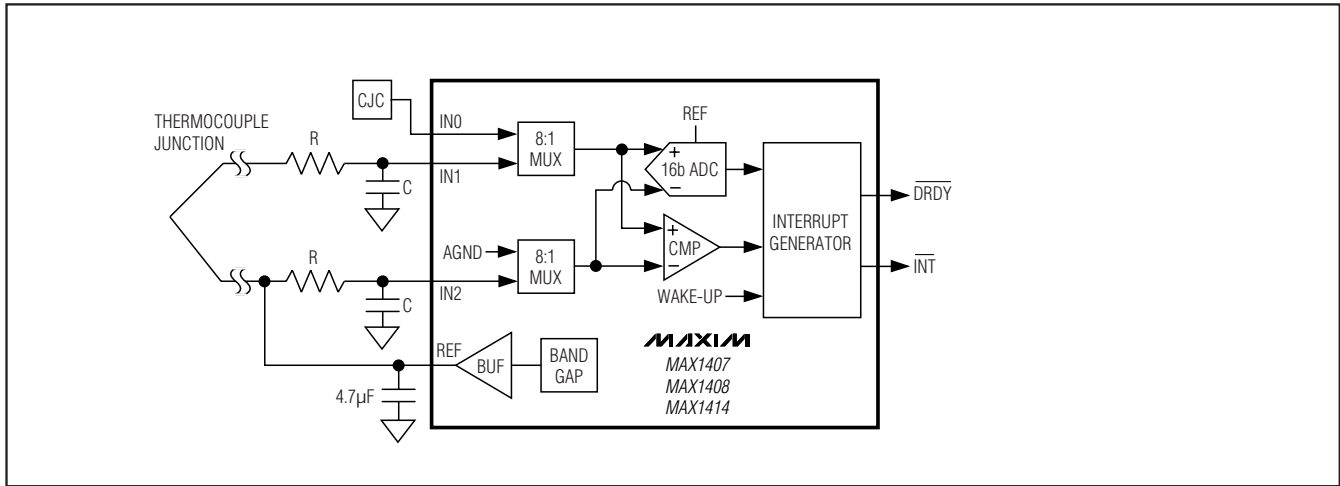 THERMOCOUPLE
JUNCTION
R
C
CJC
IN0
IN1
8:1
MUX
REF
+
16b ADC
−
INTERRUPT
GENERATOR
DRDY
INT
R
C
AGND
IN2
8:1
MUX
+
CMP
−
WAKE-UP
REF
BUF
BAND
GAP
4.7µF
MAXIM
MAX1407
MAX1408
MAX1414